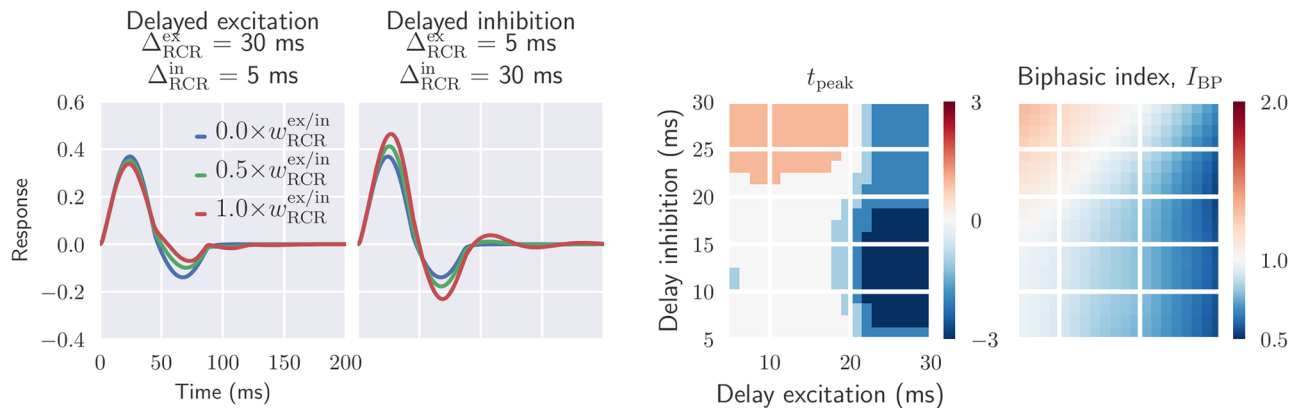 Delayed excitation
Δ^ex_RCR = 30 ms
Δ^in_RCR = 5 ms
Delayed inhibition
Δ^ex_RCR = 5 ms
Δ^in_RCR = 30 ms
Response
0.6
0.4
0.2
0.0
−0.2
−0.4
0.0×w^ex/in_RCR
0.5×w^ex/in_RCR
1.0×w^ex/in_RCR
0 50 100 150 200
Time (ms)
t_peak
Delay inhibition (ms)
30
25
20
15
10
5
10 20 30
Delay excitation (ms)
3
0
−3
Biphasic index, I_BP
2.0
1.0
0.5